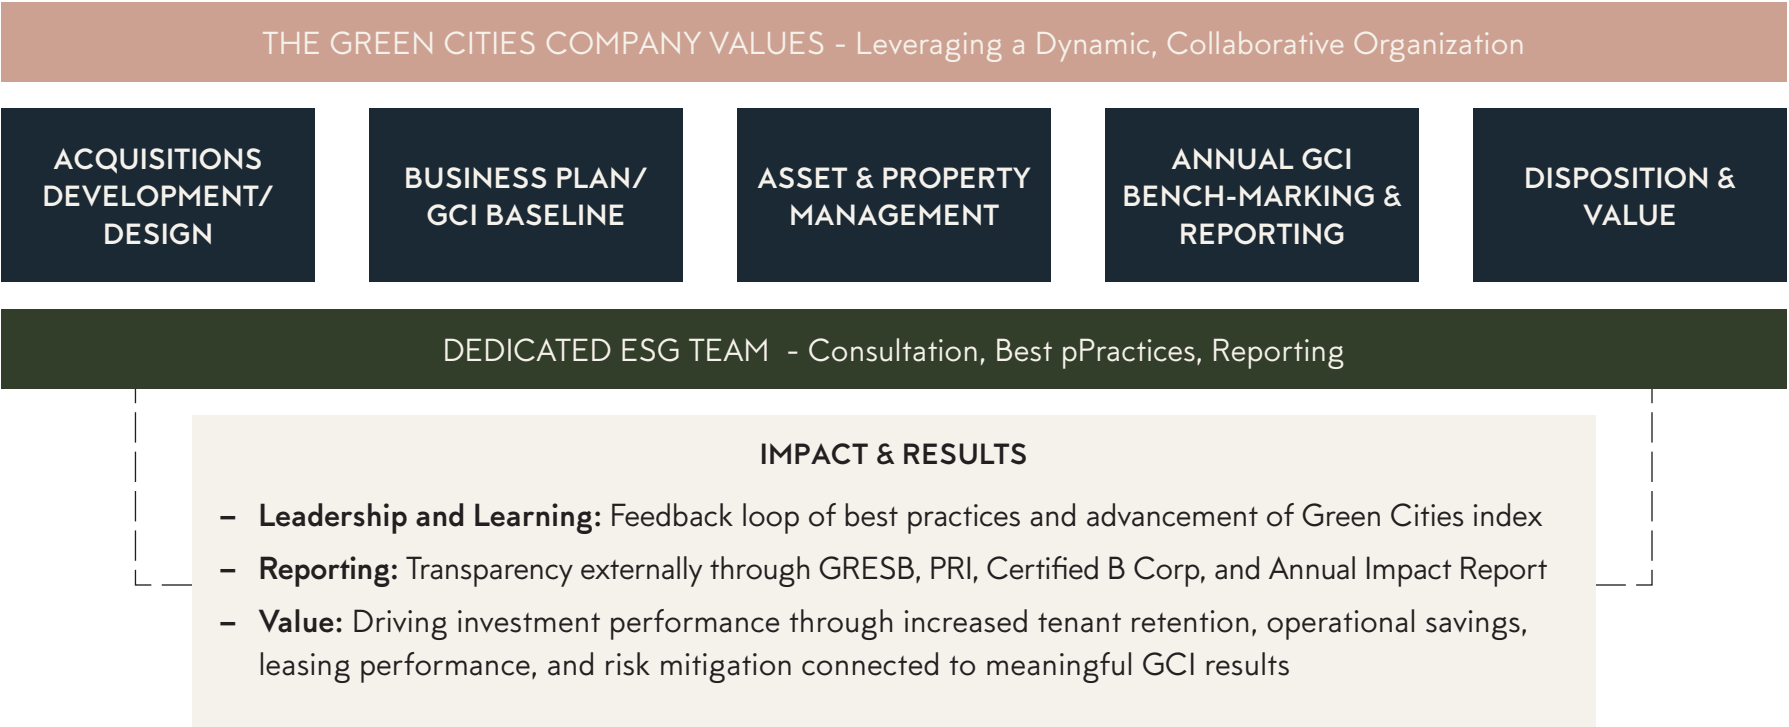 THE GREEN CITIES COMPANY VALUES - Leveraging a Dynamic, Collaborative Organization
ACQUISITIONS
DEVELOPMENT/
DESIGN
BUSINESS PLAN/
GCI BASELINE
ASSET & PROPERTY
MANAGEMENT
ANNUAL GCI
BENCH-MARKING &
REPORTING
DISPOSITION &
VALUE
DEDICATED ESG TEAM - Consultation, Best pPractices, Reporting
IMPACT & RESULTS
– Leadership and Learning: Feedback loop of best practices and advancement of Green Cities index
– Reporting: Transparency externally through GRESB, PRI, Certified B Corp, and Annual Impact Report
– Value: Driving investment performance through increased tenant retention, operational savings,
leasing performance, and risk mitigation connected to meaningful GCI results